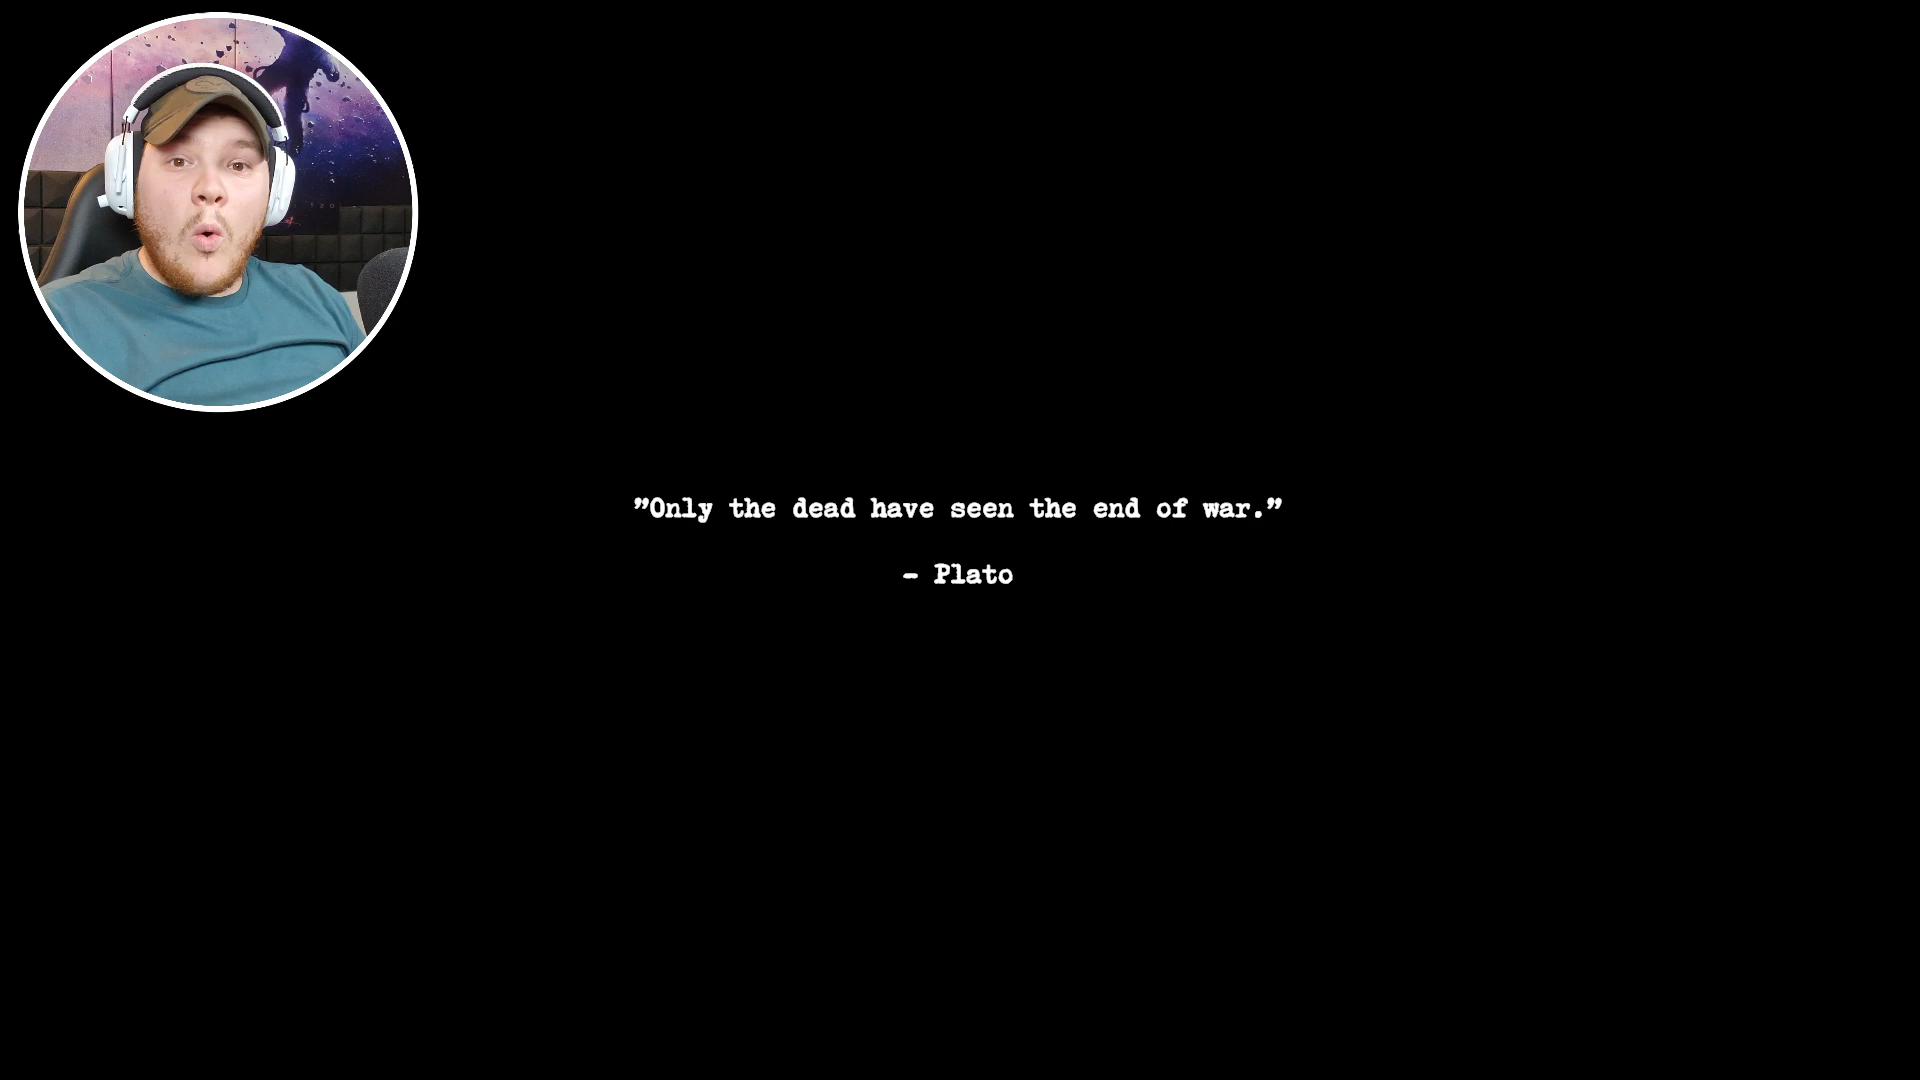 ”Only the dead have seen the end of war.”
- Plato